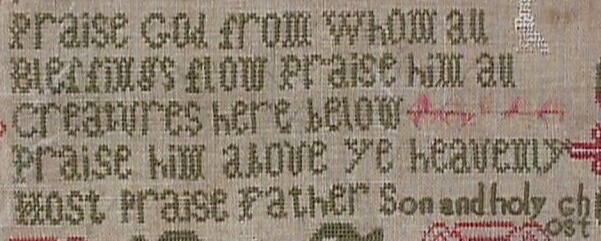 Praise God from Whom all
Blessings flow Praise him all
Creatures here below
Praise him above ye heavenly
Host Praise Father Son and holy gh
ost